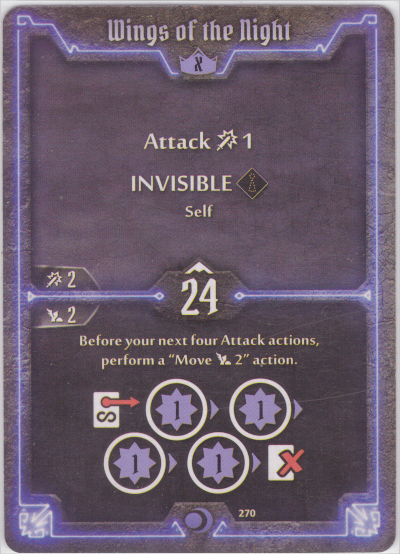 Wings of the Night
X
Attack 1
INVISIBLE
Self
2
24
2
Before your next four Attack actions,
perform a “Move 2” action.
S 1 1
1 1
270